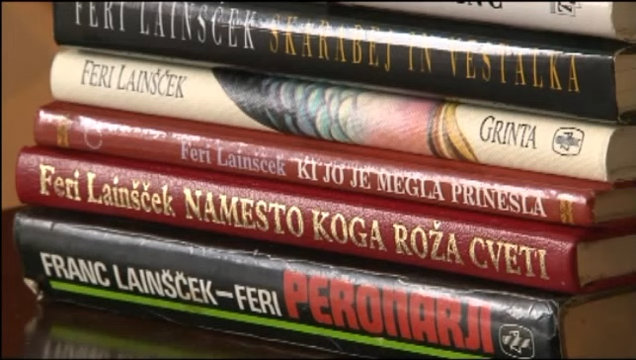 FERI LAINŠČEK SKARABEJ IN VESTALKA
FERI LAINŠČEK GRINTA
Feri Lainšček KI JO JE MEGLA PRINESLA
Feri Lainšček NAMESTO KOGA ROŽA CVETI
FRANC LAINŠČEK–FERI PERONARJI